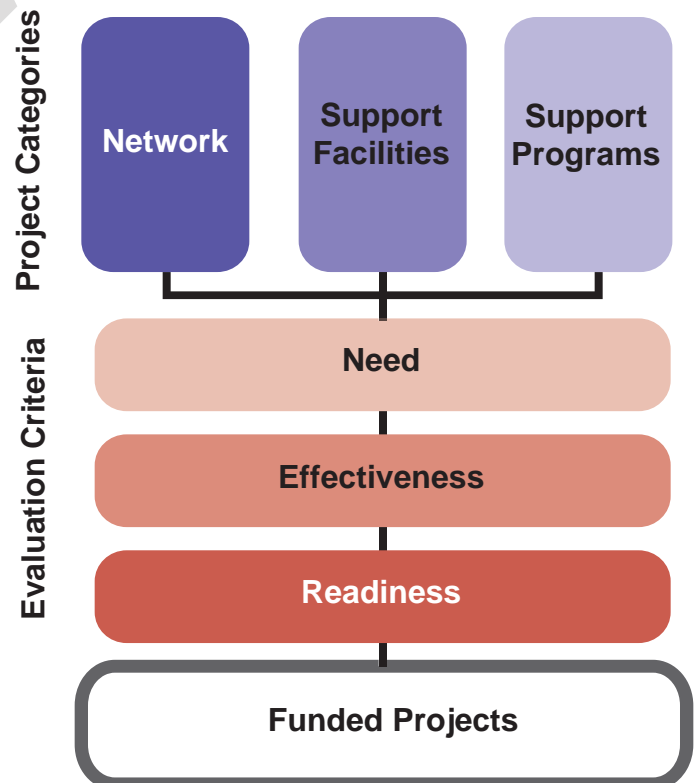 Project Categories
Network
Support
Facilities
Support
Programs
Evaluation Criteria
Need
Effectiveness
Readiness
Funded Projects